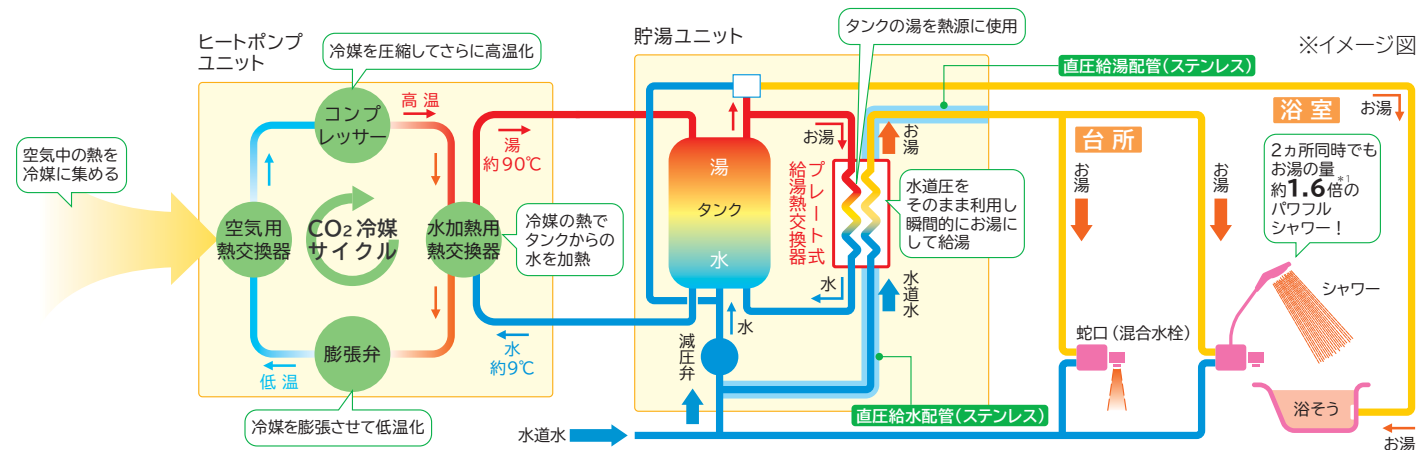 ヒートポンプ
ユニット
冷媒を圧縮してさらに高温化
コンプ
レッサー
高温
空気中の熱を
冷媒に集める
空気用
熱交換器
CO₂冷媒
サイクル
水加熱用
熱交換器
膨張弁
低温
冷媒を膨張させて低温化
湯
約90℃
冷媒の熱で
タンクからの
水を加熱
水
約9℃
貯湯ユニット
タンクの湯を熱源に使用
湯
タンク
水
お湯
お湯
プレート式
給湯熱交換器
水道圧を
そのまま利用し
瞬間的にお湯に
して給湯
水
水道水
水
減圧弁
水道水
直圧給湯配管(ステンレス)
直圧給水配管(ステンレス)
※イメージ図
台所
お湯
蛇口(混合水栓)
浴室
お湯
お湯
2ヵ所同時でも
お湯の量
約1.6倍の*1
パワフル
シャワー!
シャワー
浴そう
お湯